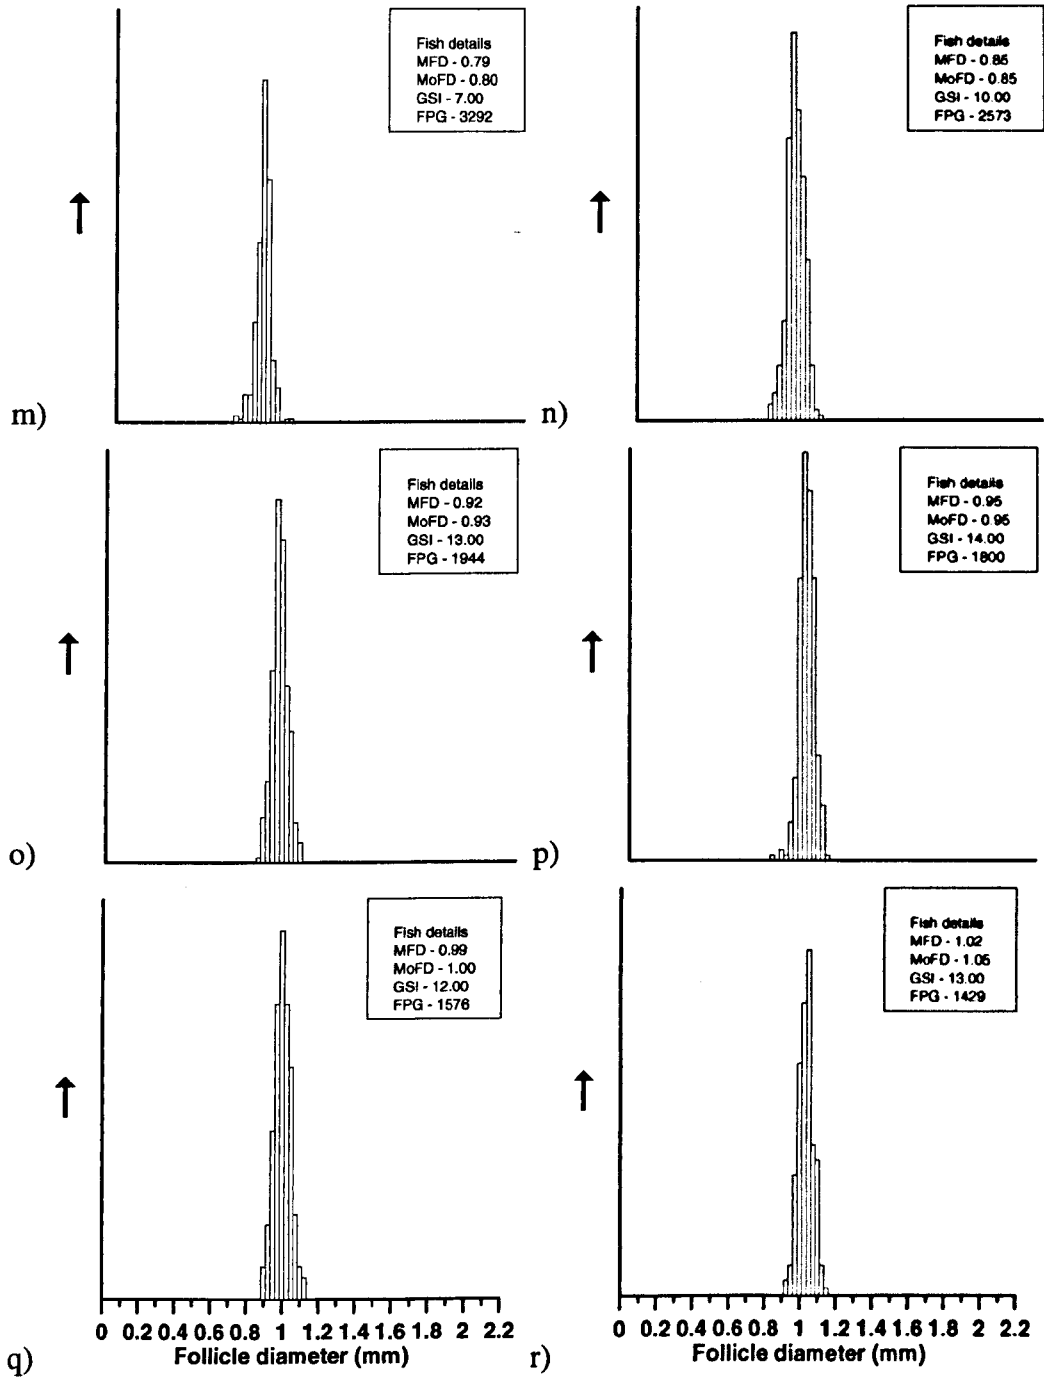 Fish details
MFD - 0.79
MoFD - 0.80
GSI - 7.00
FPG - 3292
m)
Fish details
MFD - 0.85
MoFD - 0.85
GSI - 10.00
FPG - 2573
n)
Fish details
MFD - 0.92
MoFD - 0.93
GSI - 13.00
FPG - 1944
o)
Fish details
MFD - 0.95
MoFD - 0.95
GSI - 14.00
FPG - 1800
p)
Fish details
MFD - 0.99
MoFD - 1.00
GSI - 12.00
FPG - 1576
0 0.2 0.4 0.6 0.8 1 1.2 1.4 1.6 1.8 2 2.2
Follicle diameter (mm)
q)
Fish details
MFD - 1.02
MoFD - 1.05
GSI - 13.00
FPG - 1429
0 0.2 0.4 0.6 0.8 1 1.2 1.4 1.6 1.8 2 2.2
Follicle diameter (mm)
r)